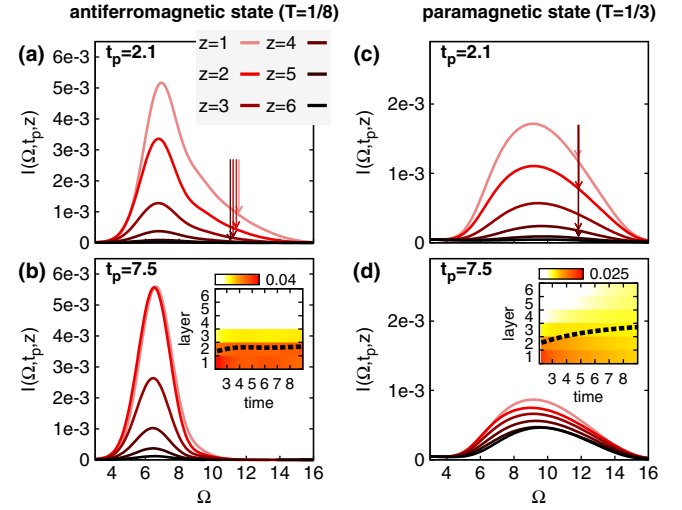 antiferromagnetic state (T=1/8)
paramagnetic state (T=1/3)
(a)
t_p=2.1
z=1
z=4
z=2
z=5
z=3
z=6
I(Ω,t_p,z)
6e-3
5e-3
4e-3
3e-3
2e-3
1e-3
0
(c)
t_p=2.1
I(Ω,t_p,z)
2e-3
1e-3
0
(b)
t_p=7.5
I(Ω,t_p,z)
6e-3
5e-3
4e-3
3e-3
2e-3
1e-3
0
4 6 8 10 12 14 16
Ω
0.04
layer
6
5
4
3
2
1
3 4 5 6 7 8
time
(d)
t_p=7.5
I(Ω,t_p,z)
2e-3
1e-3
0
4 6 8 10 12 14 16
Ω
0.025
layer
6
5
4
3
2
1
3 4 5 6 7 8
time